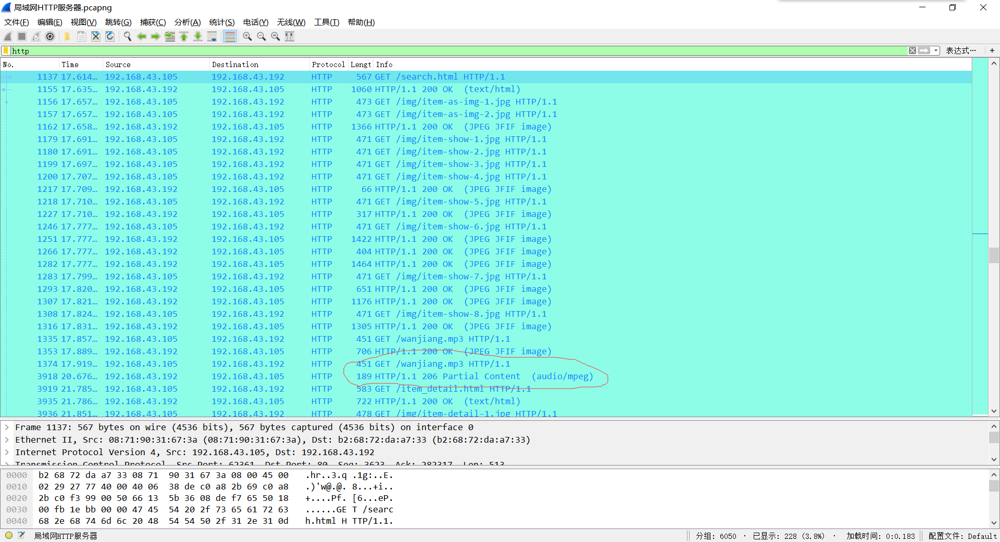 局域网HTTP服务器.pcapng
文件(F) 编辑(E) 视图(V) 跳转(G) 捕获(C) 分析(A) 统计(S) 电话(Y) 无线(W) 工具(T) 帮助(H)
http 表达式… +
No. Time Source Destination Protocol Lengt Info
1137 17.614… 192.168.43.105 192.168.43.192 HTTP 567 GET /search.html HTTP/1.1
1155 17.635… 192.168.43.192 192.168.43.105 HTTP 1060 HTTP/1.1 200 OK (text/html)
1156 17.657… 192.168.43.105 192.168.43.192 HTTP 473 GET /img/item-as-img-1.jpg HTTP/1.1
1157 17.657… 192.168.43.105 192.168.43.192 HTTP 473 GET /img/item-as-img-2.jpg HTTP/1.1
1162 17.658… 192.168.43.192 192.168.43.105 HTTP 1366 HTTP/1.1 200 OK (JPEG JFIF image)
1179 17.691… 192.168.43.105 192.168.43.192 HTTP 471 GET /img/item-show-1.jpg HTTP/1.1
1180 17.691… 192.168.43.105 192.168.43.192 HTTP 471 GET /img/item-show-2.jpg HTTP/1.1
1199 17.697… 192.168.43.105 192.168.43.192 HTTP 471 GET /img/item-show-3.jpg HTTP/1.1
1200 17.707… 192.168.43.105 192.168.43.192 HTTP 471 GET /img/item-show-4.jpg HTTP/1.1
1217 17.709… 192.168.43.192 192.168.43.105 HTTP 66 HTTP/1.1 200 OK (JPEG JFIF image)
1218 17.710… 192.168.43.105 192.168.43.192 HTTP 471 GET /img/item-show-5.jpg HTTP/1.1
1227 17.710… 192.168.43.192 192.168.43.105 HTTP 317 HTTP/1.1 200 OK (JPEG JFIF image)
1246 17.777… 192.168.43.105 192.168.43.192 HTTP 471 GET /img/item-show-6.jpg HTTP/1.1
1251 17.777… 192.168.43.192 192.168.43.105 HTTP 1422 HTTP/1.1 200 OK (JPEG JFIF image)
1266 17.777… 192.168.43.192 192.168.43.105 HTTP 404 HTTP/1.1 200 OK (JPEG JFIF image)
1282 17.777… 192.168.43.192 192.168.43.105 HTTP 1464 HTTP/1.1 200 OK (JPEG JFIF image)
1283 17.799… 192.168.43.105 192.168.43.192 HTTP 471 GET /img/item-show-7.jpg HTTP/1.1
1293 17.820… 192.168.43.192 192.168.43.105 HTTP 651 HTTP/1.1 200 OK (JPEG JFIF image)
1307 17.821… 192.168.43.192 192.168.43.105 HTTP 1176 HTTP/1.1 200 OK (JPEG JFIF image)
1308 17.824… 192.168.43.105 192.168.43.192 HTTP 471 GET /img/item-show-8.jpg HTTP/1.1
1316 17.831… 192.168.43.192 192.168.43.105 HTTP 1305 HTTP/1.1 200 OK (JPEG JFIF image)
1335 17.857… 192.168.43.105 192.168.43.192 HTTP 451 GET /wanjiang.mp3 HTTP/1.1
1353 17.889… 192.168.43.192 192.168.43.105 HTTP 706 HTTP/1.1 200 OK (JPEG JFIF image)
1374 17.919… 192.168.43.105 192.168.43.192 HTTP 451 GET /wanjiang.mp3 HTTP/1.1
3918 20.676… 192.168.43.192 192.168.43.105 HTTP 189 HTTP/1.1 206 Partial Content (audio/mpeg)
3919 21.785… 192.168.43.105 192.168.43.192 HTTP 583 GET /item_detail.html HTTP/1.1
3935 21.786… 192.168.43.192 192.168.43.105 HTTP 722 HTTP/1.1 200 OK (text/html)
3936 21.851… 192.168.43.105 192.168.43.192 HTTP 478 GET /img/item-detail-1.jpg HTTP/1.1
Frame 1137: 567 bytes on wire (4536 bits), 567 bytes captured (4536 bits) on interface 0
Ethernet II, Src: 08:71:90:31:67:3a (08:71:90:31:67:3a), Dst: b2:68:72:da:a7:33 (b2:68:72:da:a7:33)
Internet Protocol Version 4, Src: 192.168.43.105, Dst: 192.168.43.192
Transmission Control Protocol, Src Port: 62361, Dst Port: 80, Seq: 3623, Ack: 282317, Len: 513
0000 b2 68 72 da a7 33 08 71 90 31 67 3a 08 00 45 00 .hr..3.q .1g:..E.
0010 02 29 27 77 40 00 40 06 38 de c0 a8 2b 69 c0 a8 .)'w@.@. 8...+i..
0020 2b c0 f3 99 00 50 66 13 5b 36 08 de f7 65 50 18 +....Pf. [6...eP.
0030 00 fb 1e bb 00 00 47 45 54 20 2f 73 65 61 72 63 ......GE T /searc
0040 68 2e 68 74 6d 6c 20 48 54 54 50 2f 31 2e 31 0d h.html H TTP/1.1.
局域网HTTP服务器 分组: 6050 · 已显示: 228 (3.8%) · 加载时间: 0:0.183 配置文件: Default